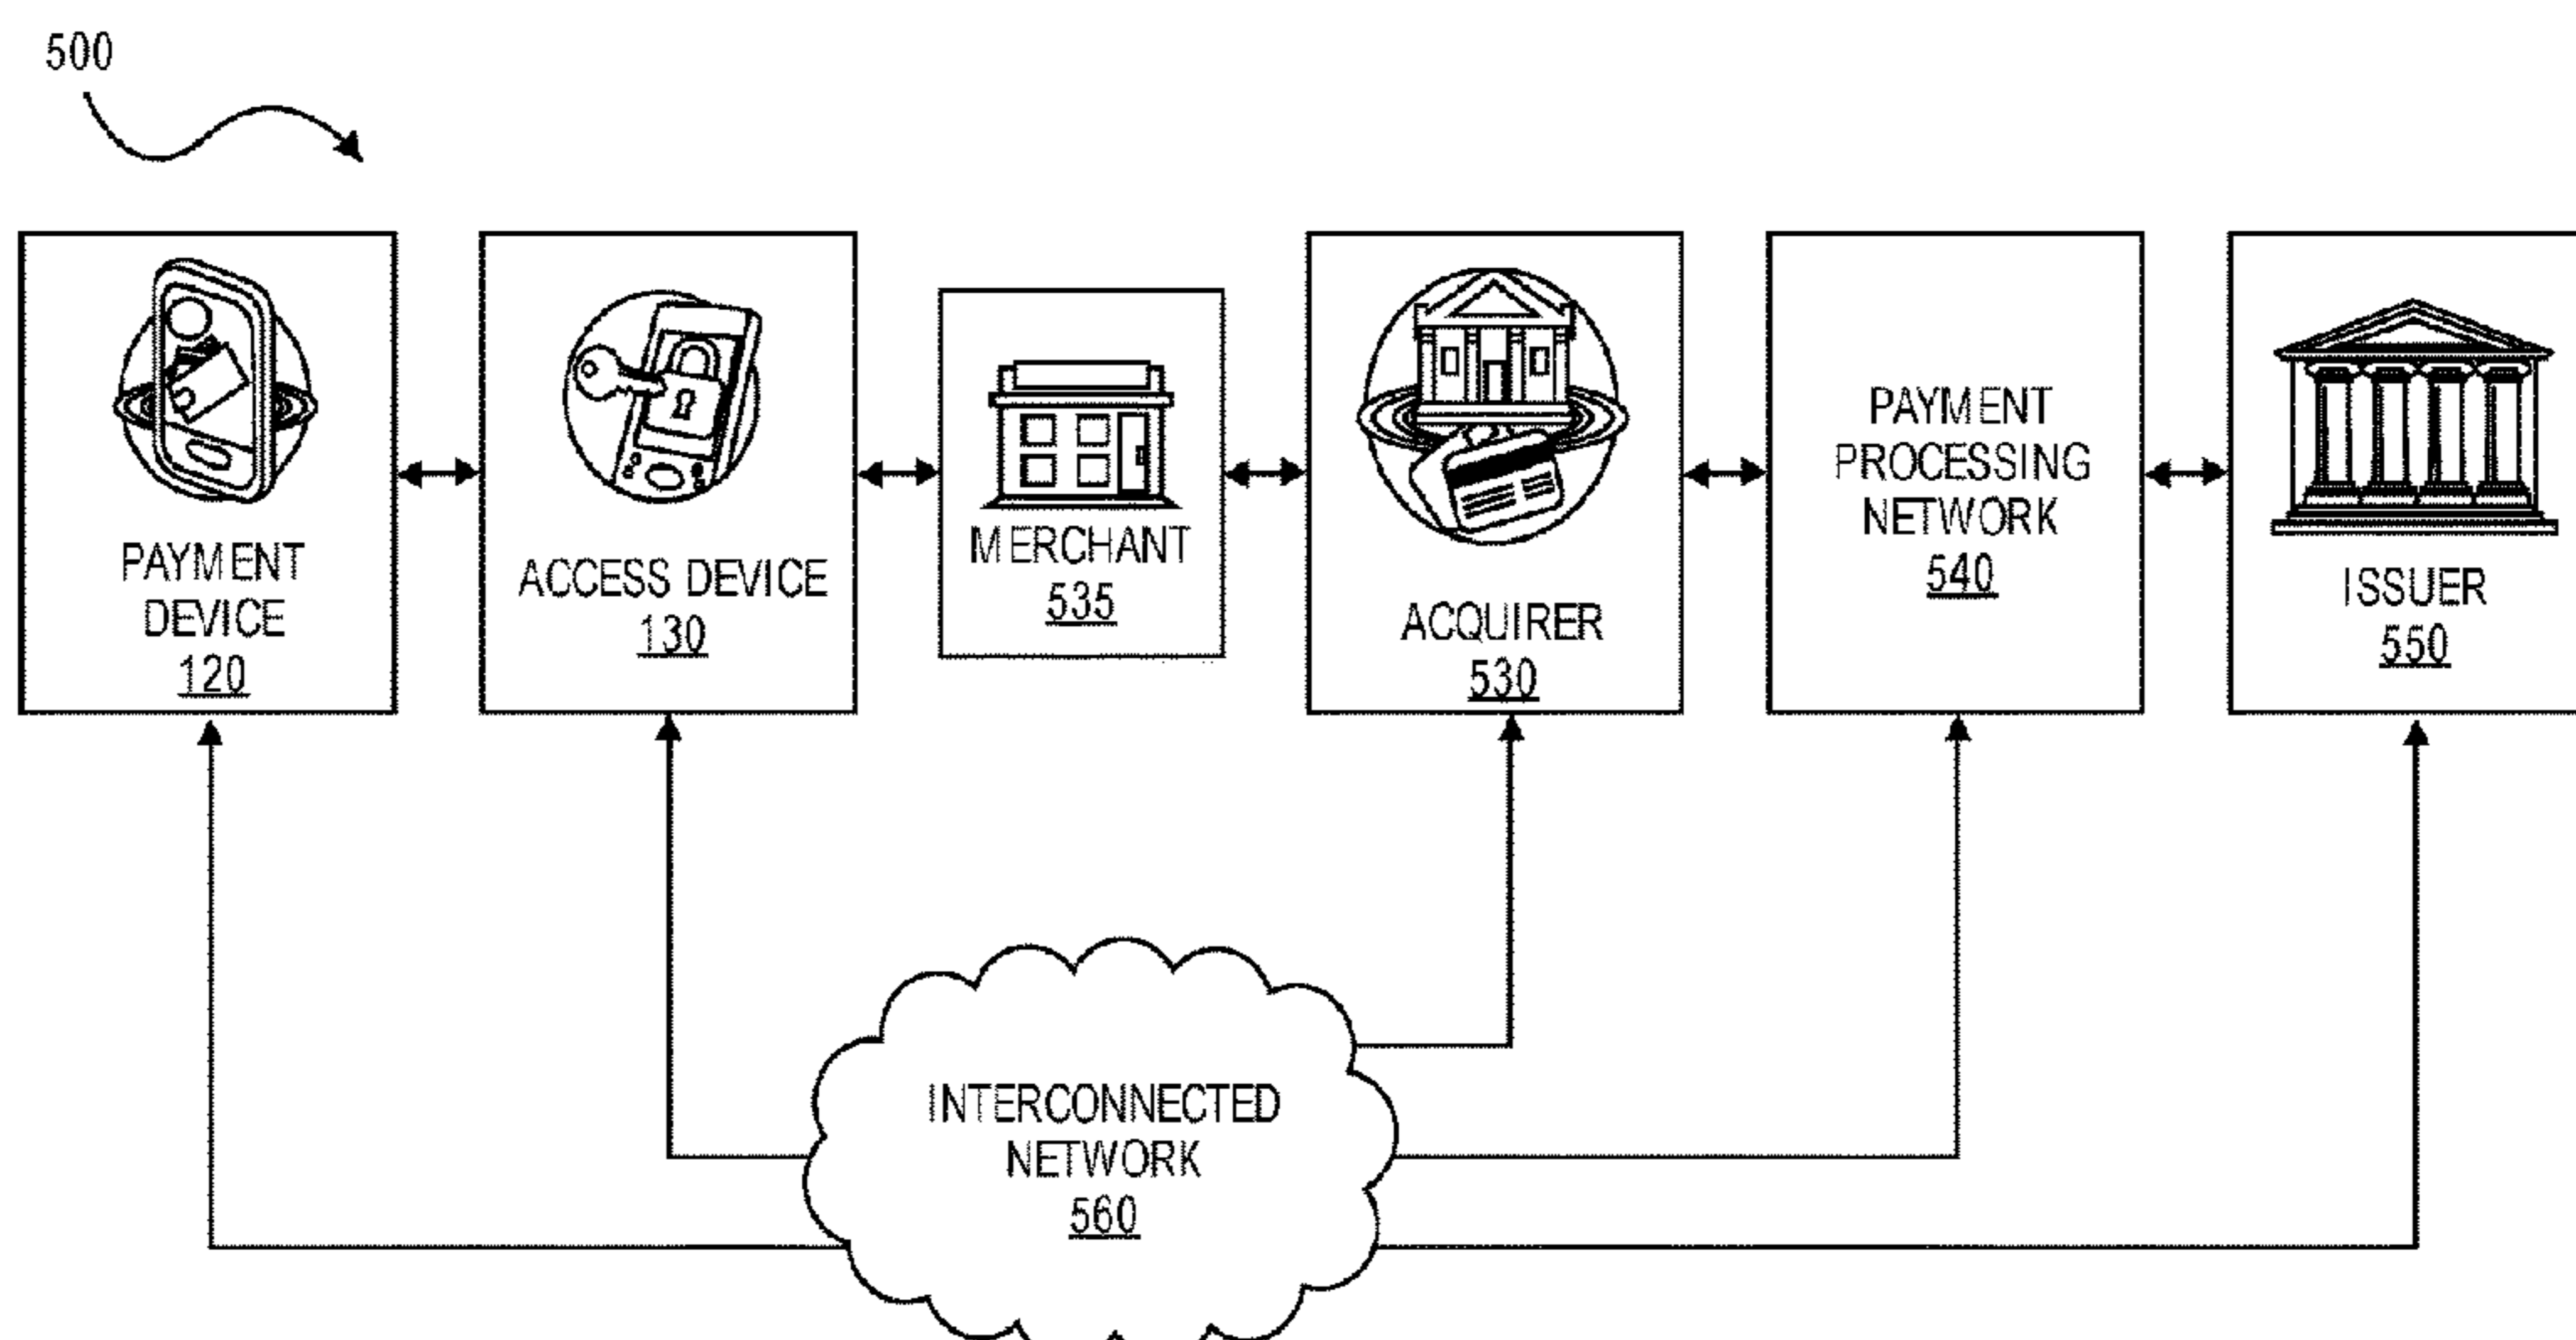 500
PAYMENT
DEVICE
120
ACCESS DEVICE
130
MERCHANT
535
ACQUIRER
530
PAYMENT
PROCESSING
NETWORK
540
ISSUER
550
INTERCONNECTED
NETWORK
560